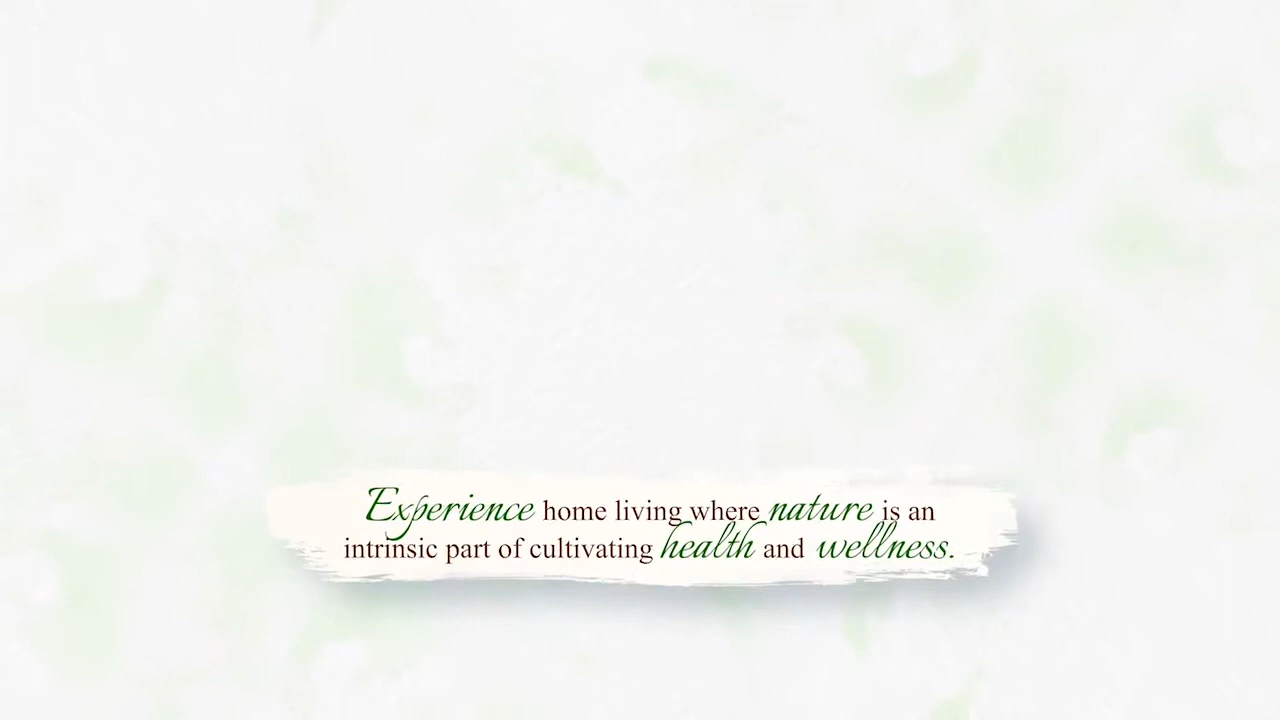 Experience home living where nature is an
intrinsic part of cultivating health and wellness.